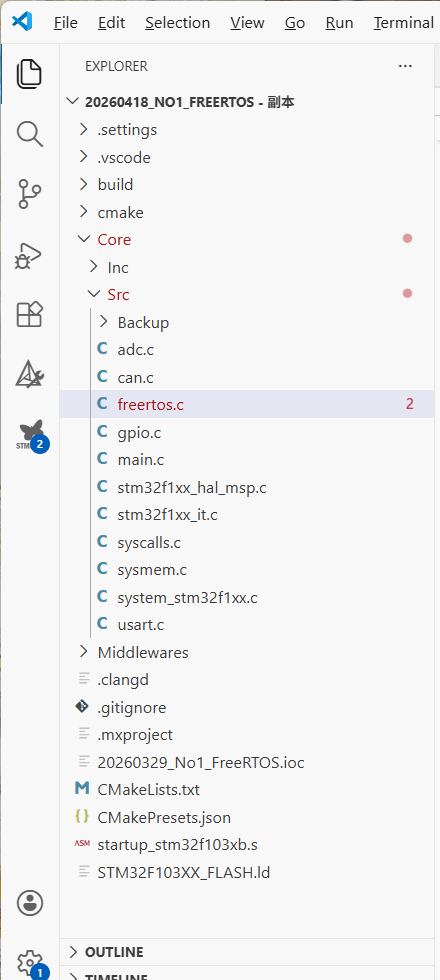 File Edit Selection View Go Run Terminal
EXPLORER ...
20260418_NO1_FREERTOS - 副本
.settings
.vscode
build
cmake
Core
Inc
Src
Backup
C adc.c
C can.c
C freertos.c 2
C gpio.c
C main.c
C stm32f1xx_hal_msp.c
C stm32f1xx_it.c
C syscalls.c
C sysmem.c
C system_stm32f1xx.c
C usart.c
STM 2
Middlewares
.clangd
.gitignore
.mxproject
20260329_No1_FreeRTOS.ioc
M CMakeLists.txt
{} CMakePresets.json
ASM startup_stm32f103xb.s
STM32F103XX_FLASH.ld
OUTLINE
1
TIMELINE